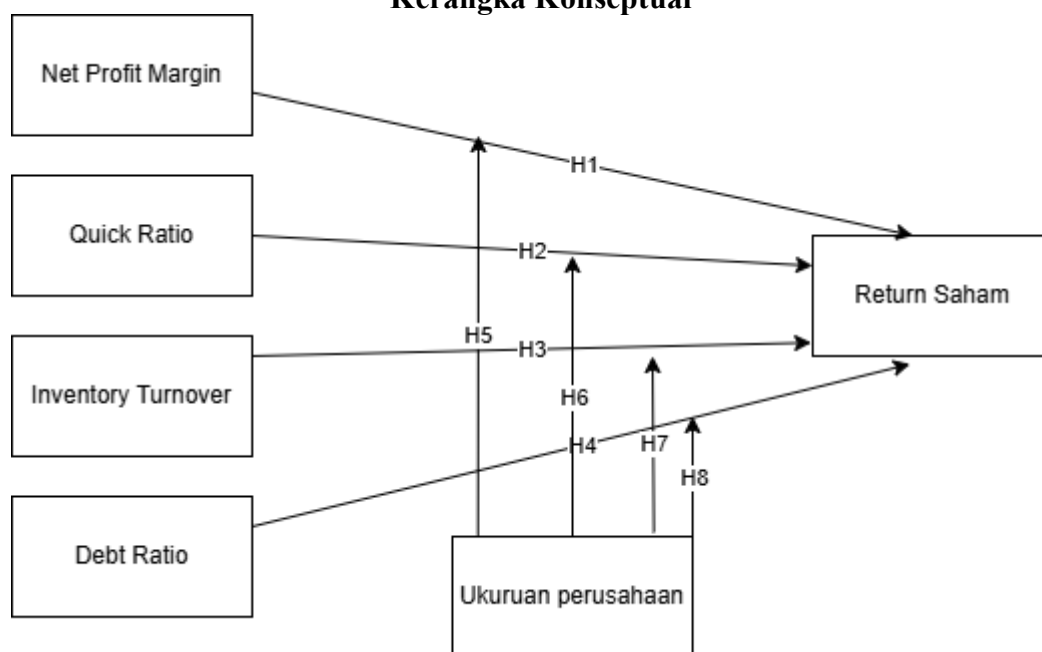 Kerangka Konseptual
Net Profit Margin
H1
Quick Ratio
H2
Return Saham
H5
H3
Inventory Turnover
H6
H4
H7
H8
Debt Ratio
Ukuruan perusahaan